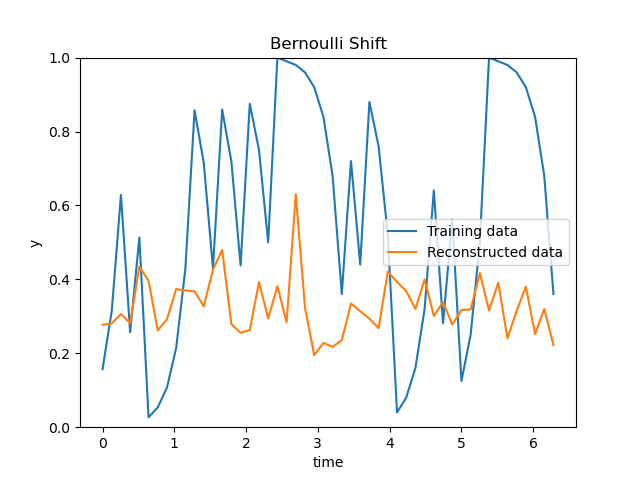 Bernoulli Shift
1.0
0.8
0.6
0.4
0.2
0.0
y
Training data
Reconstructed data
0 1 2 3 4 5 6
time